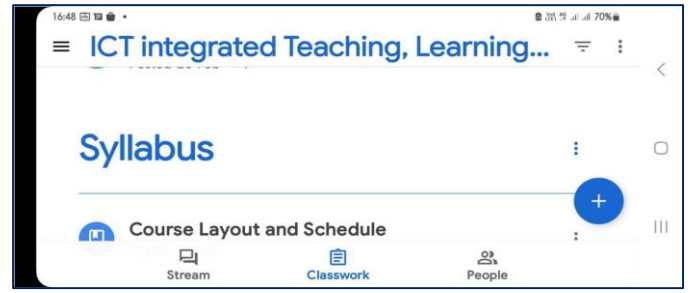 16:48
70%
ICT integrated Teaching, Learning...
Syllabus
Course Layout and Schedule
Stream
Classwork
People